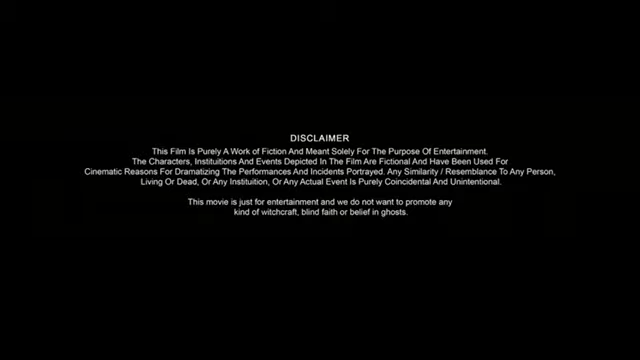 DISCLAIMER
This Film Is Purely A Work of Fiction And Meant Solely For The Purpose Of Entertainment.
The Characters, Instituitions And Events Depicted In The Film Are Fictional And Have Been Used For
Cinematic Reasons For Dramatizing The Performances And Incidents Portrayed. Any Similarity / Resemblance To Any Person,
Living Or Dead, Or Any Instituition, Or Any Actual Event Is Purely Coincidental And Unintentional.
This movie is just for entertainment and we do not want to promote any
kind of witchcraft, blind faith or belief in ghosts.